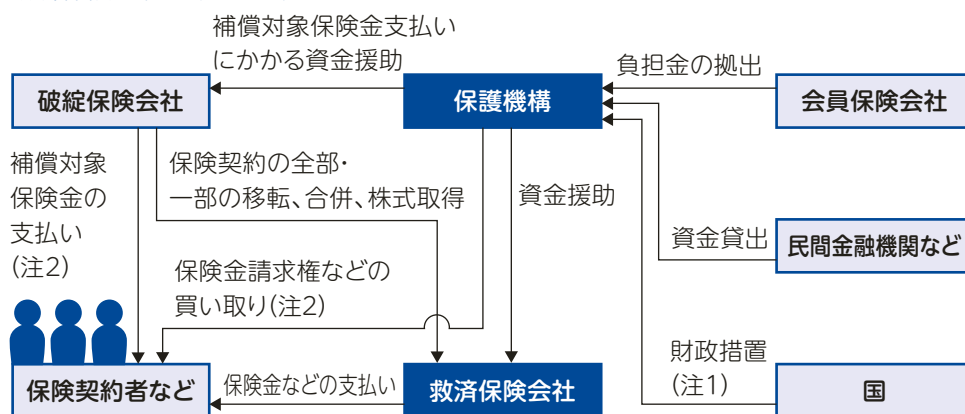 補償対象保険金支払い
にかかる資金援助
負担金の拠出
破綻保険会社
保護機構
会員保険会社
補償対象
保険金の
支払い
(注2)
保険契約の全部・
一部の移転、合併、株式取得
資金援助
資金貸出
民間金融機関など
保険金請求権などの
買い取り(注2)
財政措置
(注1)
保険契約者など
保険金などの支払い
救済保険会社
国